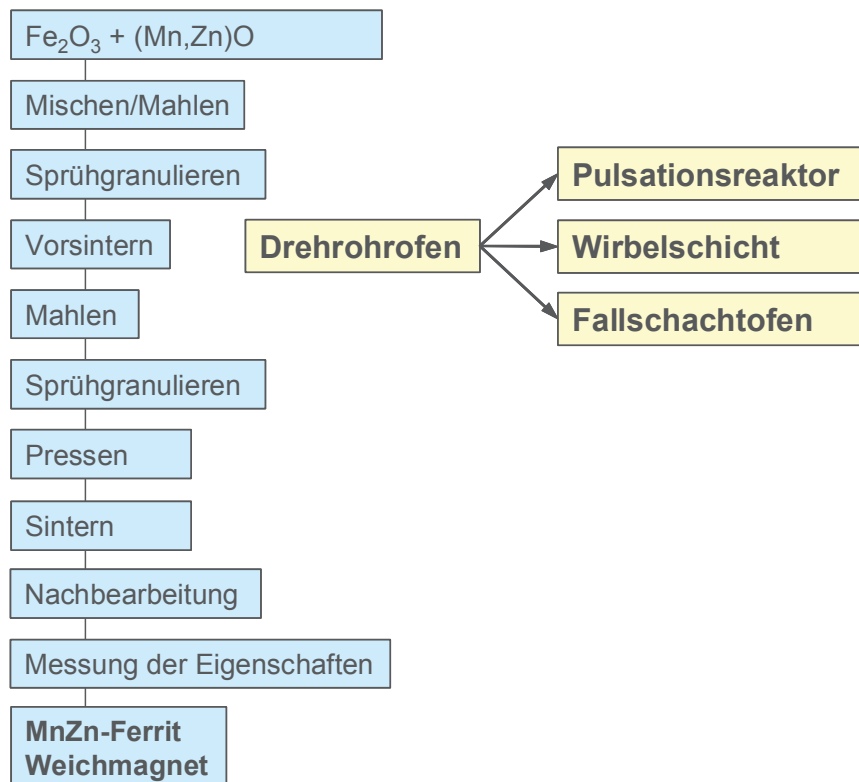 Fe₂O₃ + (Mn,Zn)O
Mischen/Mahlen
Sprühgranulieren
Vorsintern
Mahlen
Sprühgranulieren
Pressen
Sintern
Nachbearbeitung
Messung der Eigenschaften
MnZn-Ferrit
Weichmagnet
Drehrohrofen
Pulsationsreaktor
Wirbelschicht
Fallschachtofen